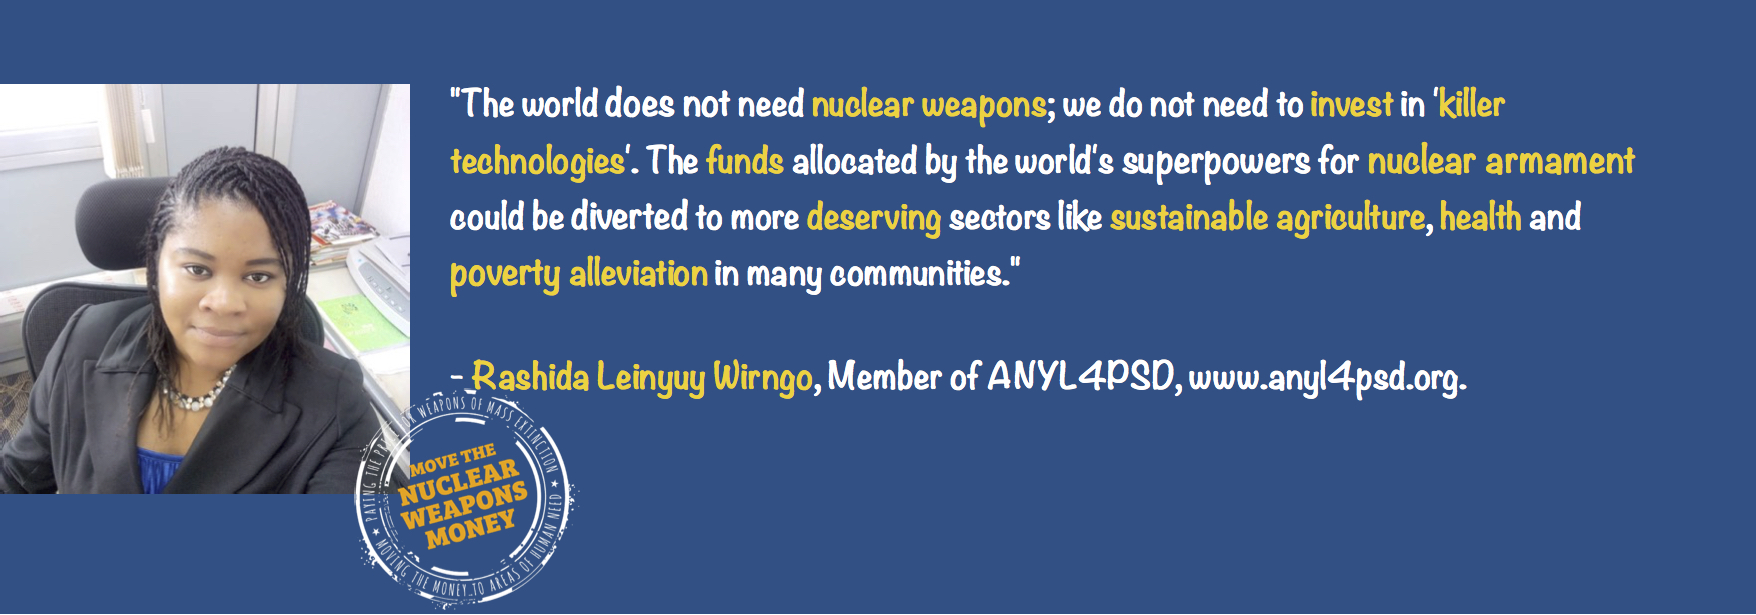 "The world does not need nuclear weapons; we do not need to invest in 'killer
technologies'. The funds allocated by the world's superpowers for nuclear armament
could be diverted to more deserving sectors like sustainable agriculture, health and
poverty alleviation in many communities."
- Rashida Leinyuy Wirngo, Member of ANYL4PSD, www.anyl4psd.org.
WEAPONS OF MASS EXTINCTION ★
PAYING THE
MOVE THE
NUCLEAR
WEAPONS
MONEY
★ MOVING THE MONEY TO AREAS OF HUMAN NEED